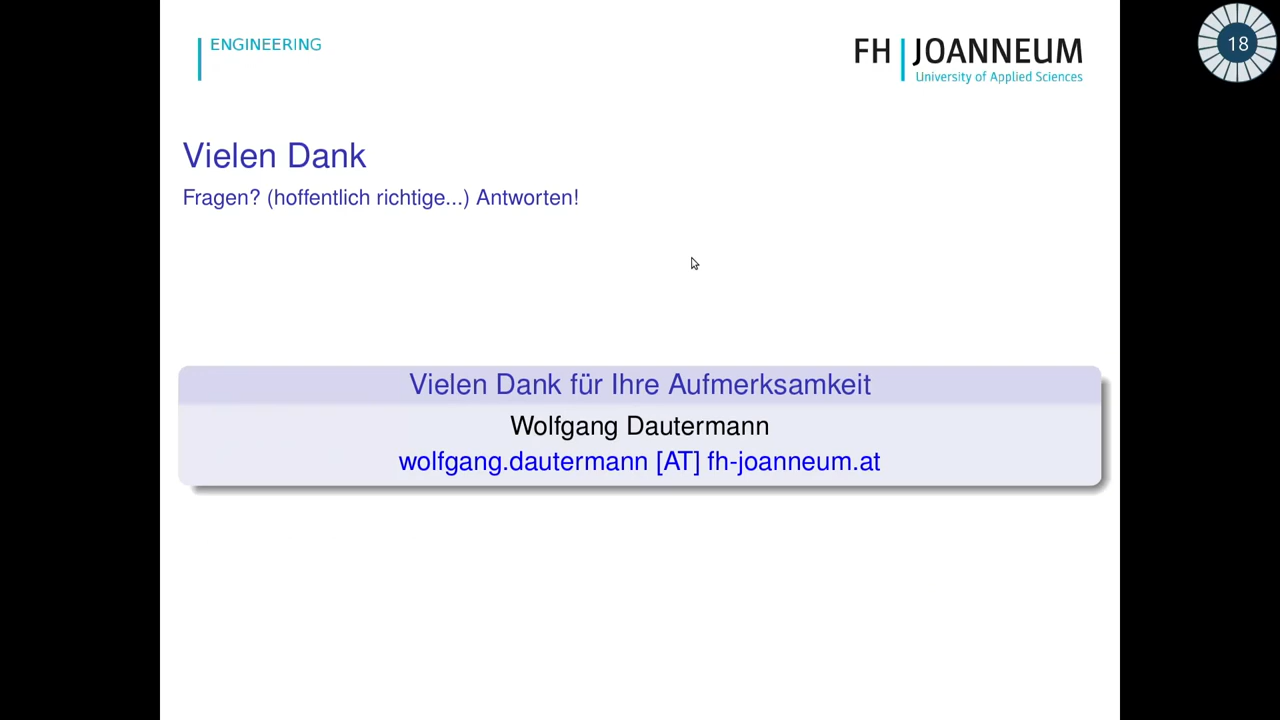 ENGINEERING
FH JOANNEUM
University of Applied Sciences
18
Vielen Dank
Fragen? (hoffentlich richtige...) Antworten!
Vielen Dank für Ihre Aufmerksamkeit
Wolfgang Dautermann
wolfgang.dautermann [AT] fh-joanneum.at